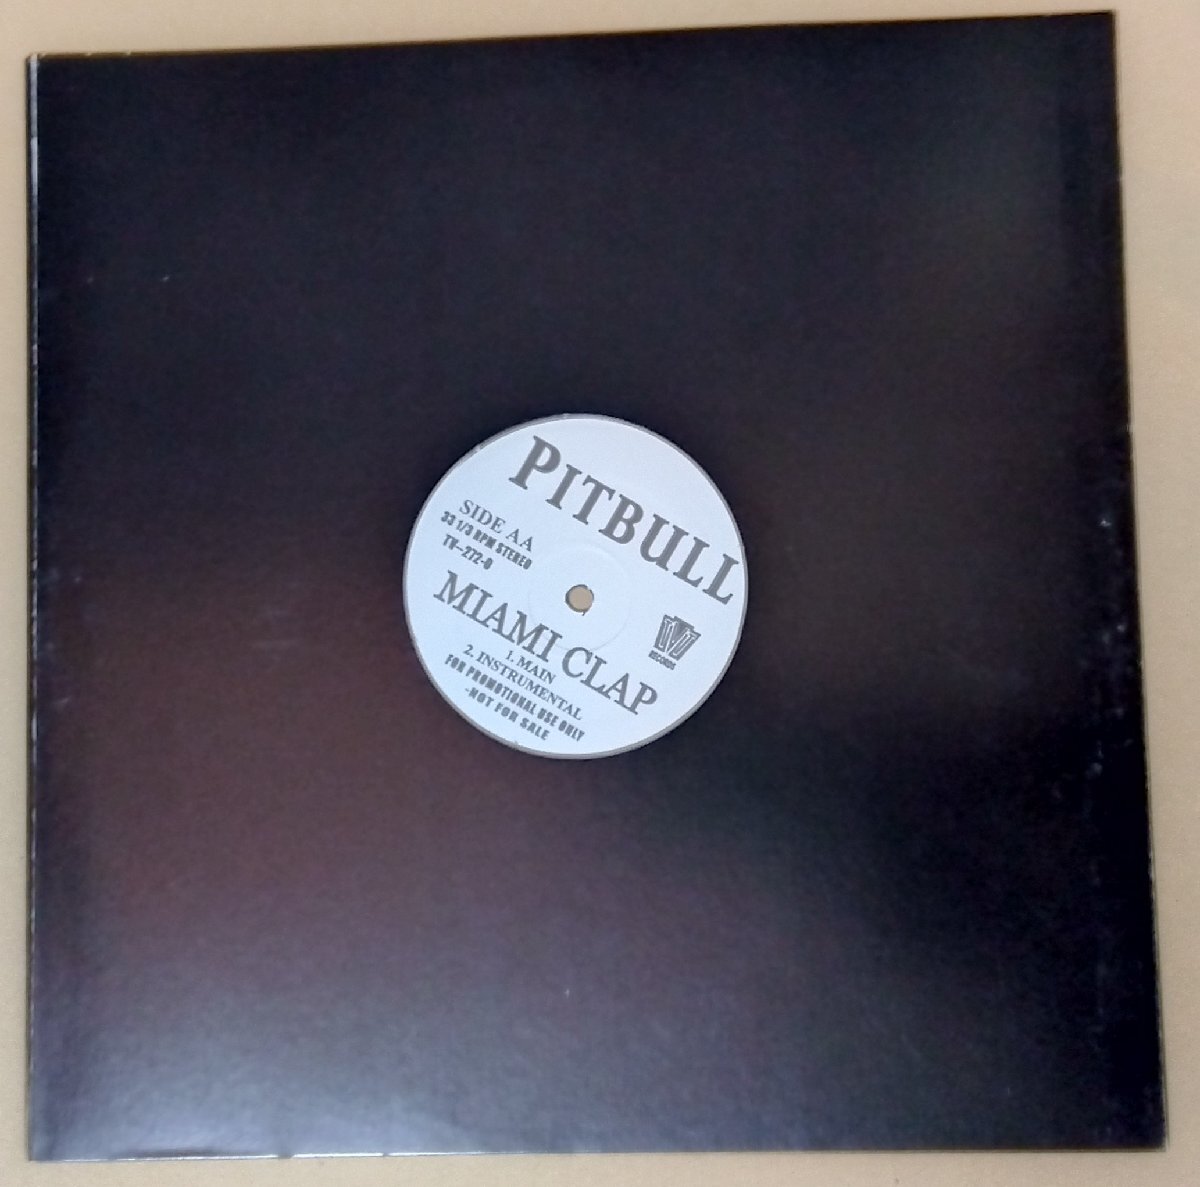 PITBULL
SIDE AA
33 1/3 RPM STEREO
TVT
RECORDS
MIAMI CLAP
1. MAIN
2. INSTRUMENTAL
FOR PROMOTIONAL USE ONLY
-NOT FOR SALE